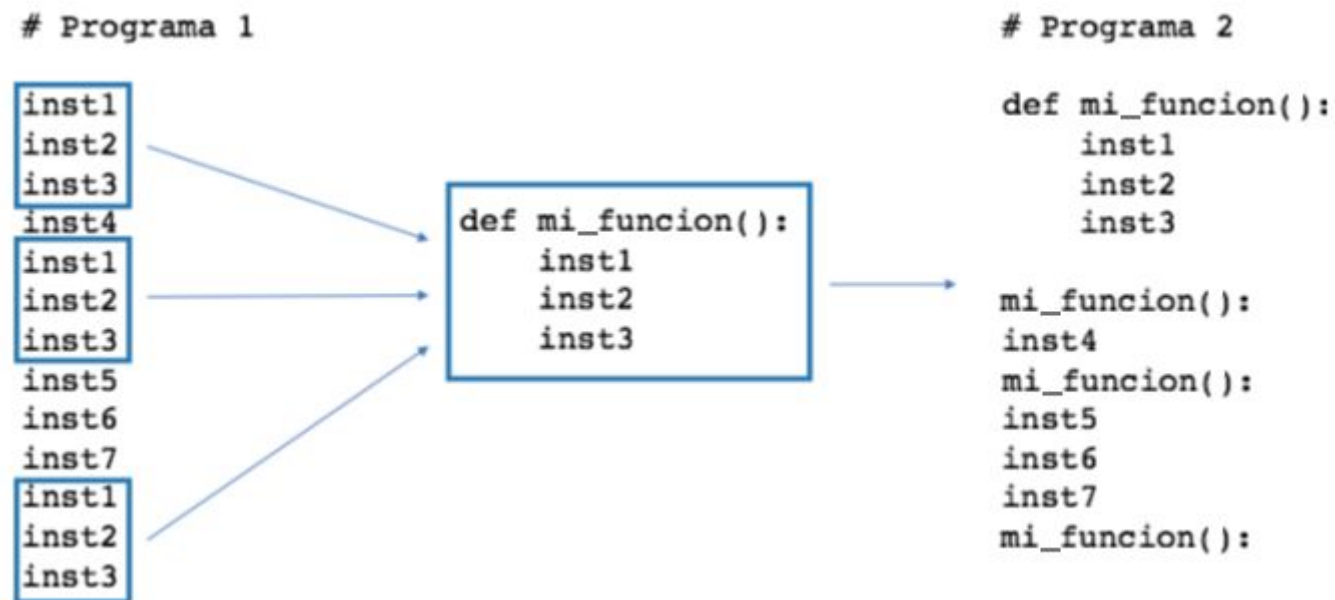 # Programa 1
inst1
inst2
inst3
inst4
inst1
inst2
inst3
inst5
inst6
inst7
inst1
inst2
inst3
def mi_funcion():
inst1
inst2
inst3
# Programa 2
def mi_funcion():
inst1
inst2
inst3
mi_funcion():
inst4
mi_funcion():
inst5
inst6
inst7
mi_funcion():